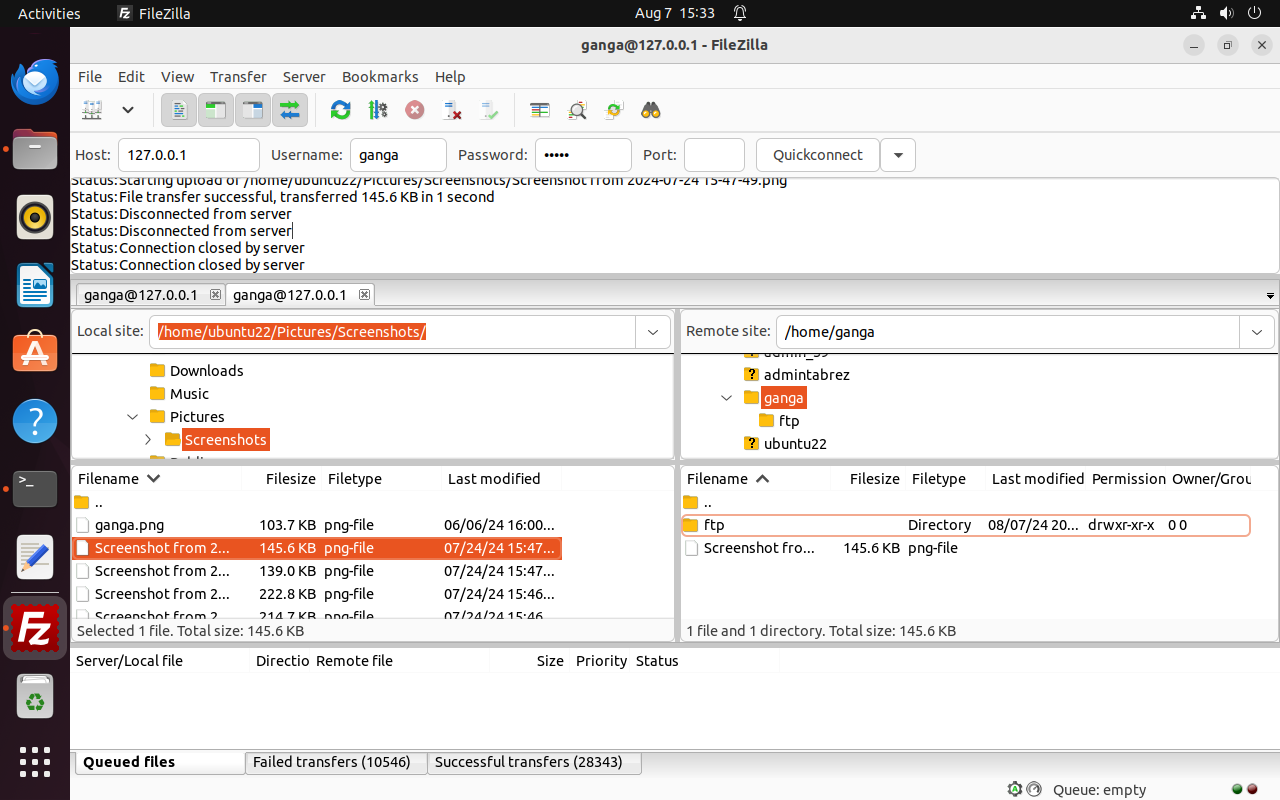 Activities FileZilla Aug 7 15:33
ganga@127.0.0.1 - FileZilla
File Edit View Transfer Server Bookmarks Help
Host: 127.0.0.1 Username: ganga Password: ••••• Port: Quickconnect
Status: Starting upload of /home/ubuntu22/Pictures/Screenshots/Screenshot from 2024-07-24 15-47-49.png
Status: File transfer successful, transferred 145.6 KB in 1 second
Status: Disconnected from server
Status: Disconnected from server
Status: Connection closed by server
Status: Connection closed by server
ganga@127.0.0.1 ganga@127.0.0.1
Local site: /home/ubuntu22/Pictures/Screenshots/
Downloads
Music
Pictures
Screenshots
Filename Filesize Filetype Last modified
..
ganga.png 103.7 KB png-file 06/06/24 16:00...
Screenshot from 2... 145.6 KB png-file 07/24/24 15:47...
Screenshot from 2... 139.0 KB png-file 07/24/24 15:47...
Screenshot from 2... 222.8 KB png-file 07/24/24 15:46...
Screenshot from 2... 214.7 KB png-file 07/24/24 15:46...
Selected 1 file. Total size: 145.6 KB
Remote site: /home/ganga
admin_59
admintabrez
ganga
ftp
ubuntu22
Filename Filesize Filetype Last modified Permission Owner/Grou
..
ftp Directory 08/07/24 20... drwxr-xr-x 0 0
Screenshot fro... 145.6 KB png-file
1 file and 1 directory. Total size: 145.6 KB
Server/Local file Directio Remote file Size Priority Status
Queued files Failed transfers (10546) Successful transfers (28343)
Queue: empty